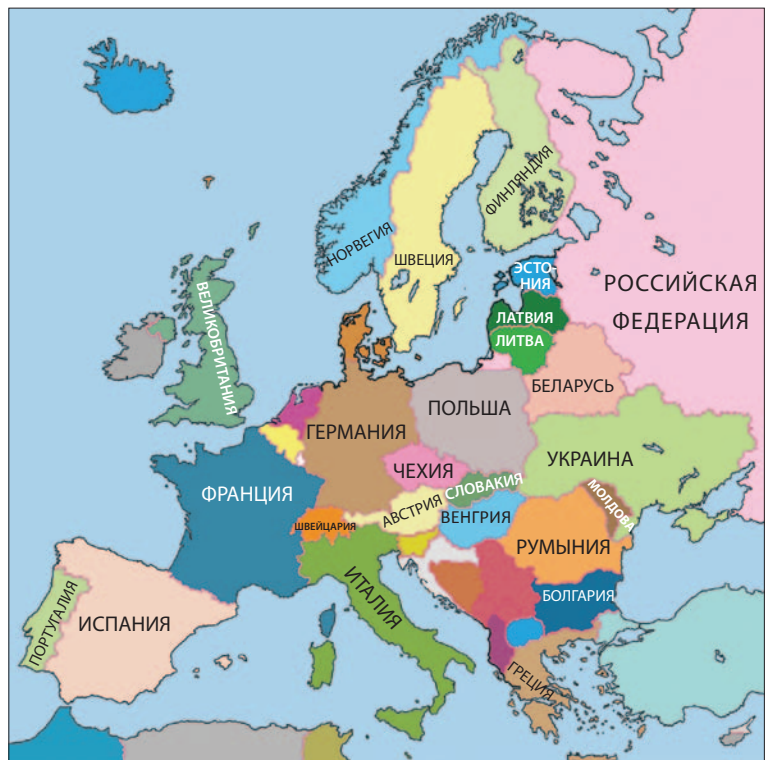 ФИНЛЯНДИЯ
НОРВЕГИЯ
ШВЕЦИЯ
ЭСТО-
НИЯ
РОССИЙСКАЯ
ФЕДЕРАЦИЯ
ВЕЛИКОБРИТАНИЯ
ЛАТВИЯ
ЛИТВА
БЕЛАРУСЬ
ПОЛЬША
ГЕРМАНИЯ
УКРАИНА
ЧЕХИЯ
СЛОВАКИЯ
МОЛДОВА
ФРАНЦИЯ
АВСТРИЯ
ВЕНГРИЯ
ШВЕЙЦАРИЯ
РУМЫНИЯ
ИТАЛИЯ
БОЛГАРИЯ
ПОРТУГАЛИЯ
ИСПАНИЯ
ГРЕЦИЯ